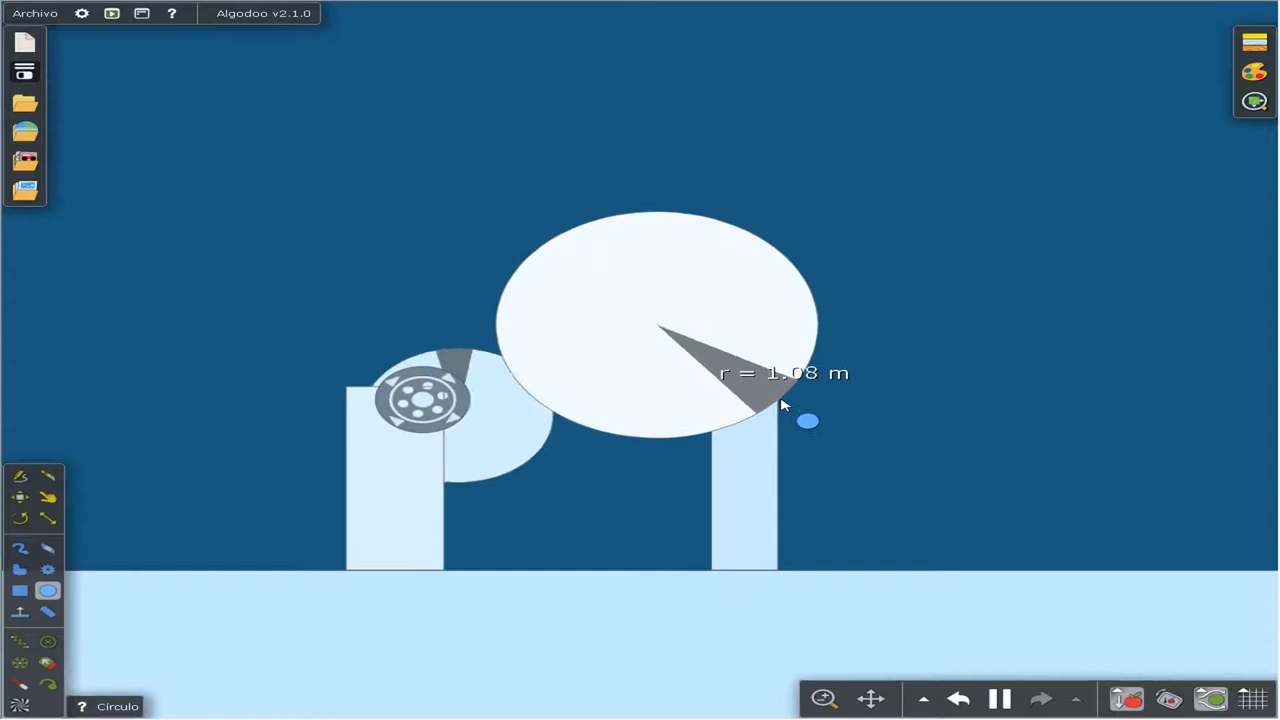 Archivo ? Algodoo v2.1.0
r = 1.08 m
? Círculo